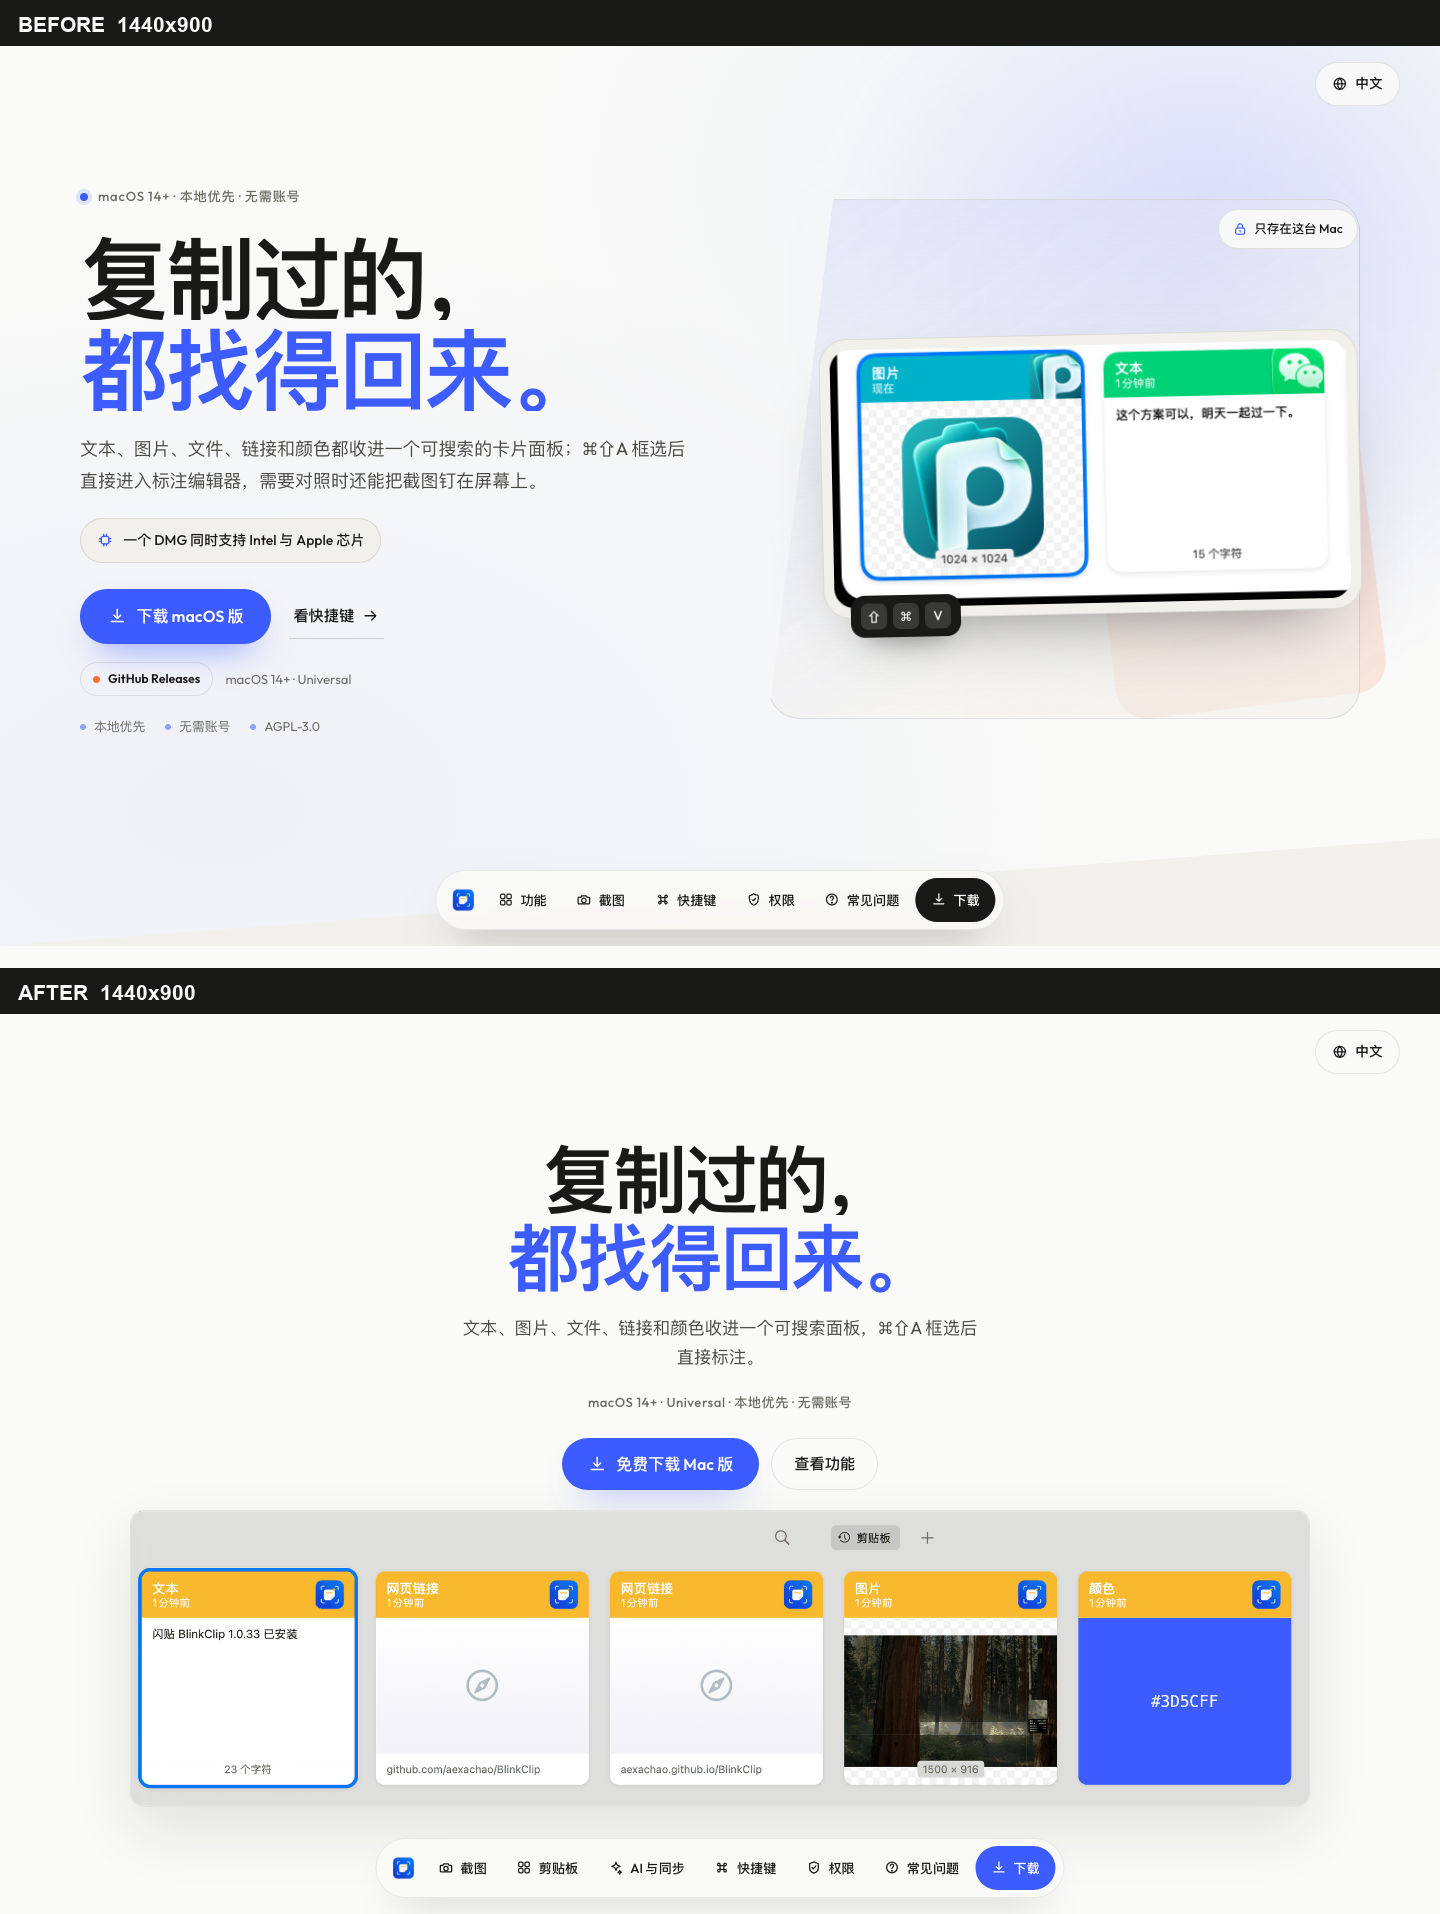 BEFORE 1440x900
中文
macOS 14+ · 本地优先 · 无需账号
复制过的，
都找得回来。
文本、图片、文件、链接和颜色都收进一个可搜索的卡片面板；⌘⇧A 框选后
直接进入标注编辑器，需要对照时还能把截图钉在屏幕上。
一个 DMG 同时支持 Intel 与 Apple 芯片
下载 macOS 版
看快捷键 →
GitHub Releases
macOS 14+ · Universal
本地优先
无需账号
AGPL-3.0
只存在这台 Mac
图片
现在
1024 × 1024
文本
1分钟前
这个方案可以，明天一起过一下。
15 个字符
⇧ ⌘ V
功能
截图
快捷键
权限
常见问题
下载
AFTER 1440x900
中文
复制过的，
都找得回来。
文本、图片、文件、链接和颜色收进一个可搜索面板，⌘⇧A 框选后
直接标注。
macOS 14+ · Universal · 本地优先 · 无需账号
免费下载 Mac 版
查看功能
剪贴板
文本
1分钟前
闪贴 BlinkClip 1.0.33 已安装
23 个字符
网页链接
1分钟前
github.com/aexachao/BlinkClip
网页链接
1分钟前
aexachao.github.io/BlinkClip
图片
1分钟前
1500 × 916
颜色
1分钟前
#3D5CFF
截图
剪贴板
AI 与同步
快捷键
权限
常见问题
下载